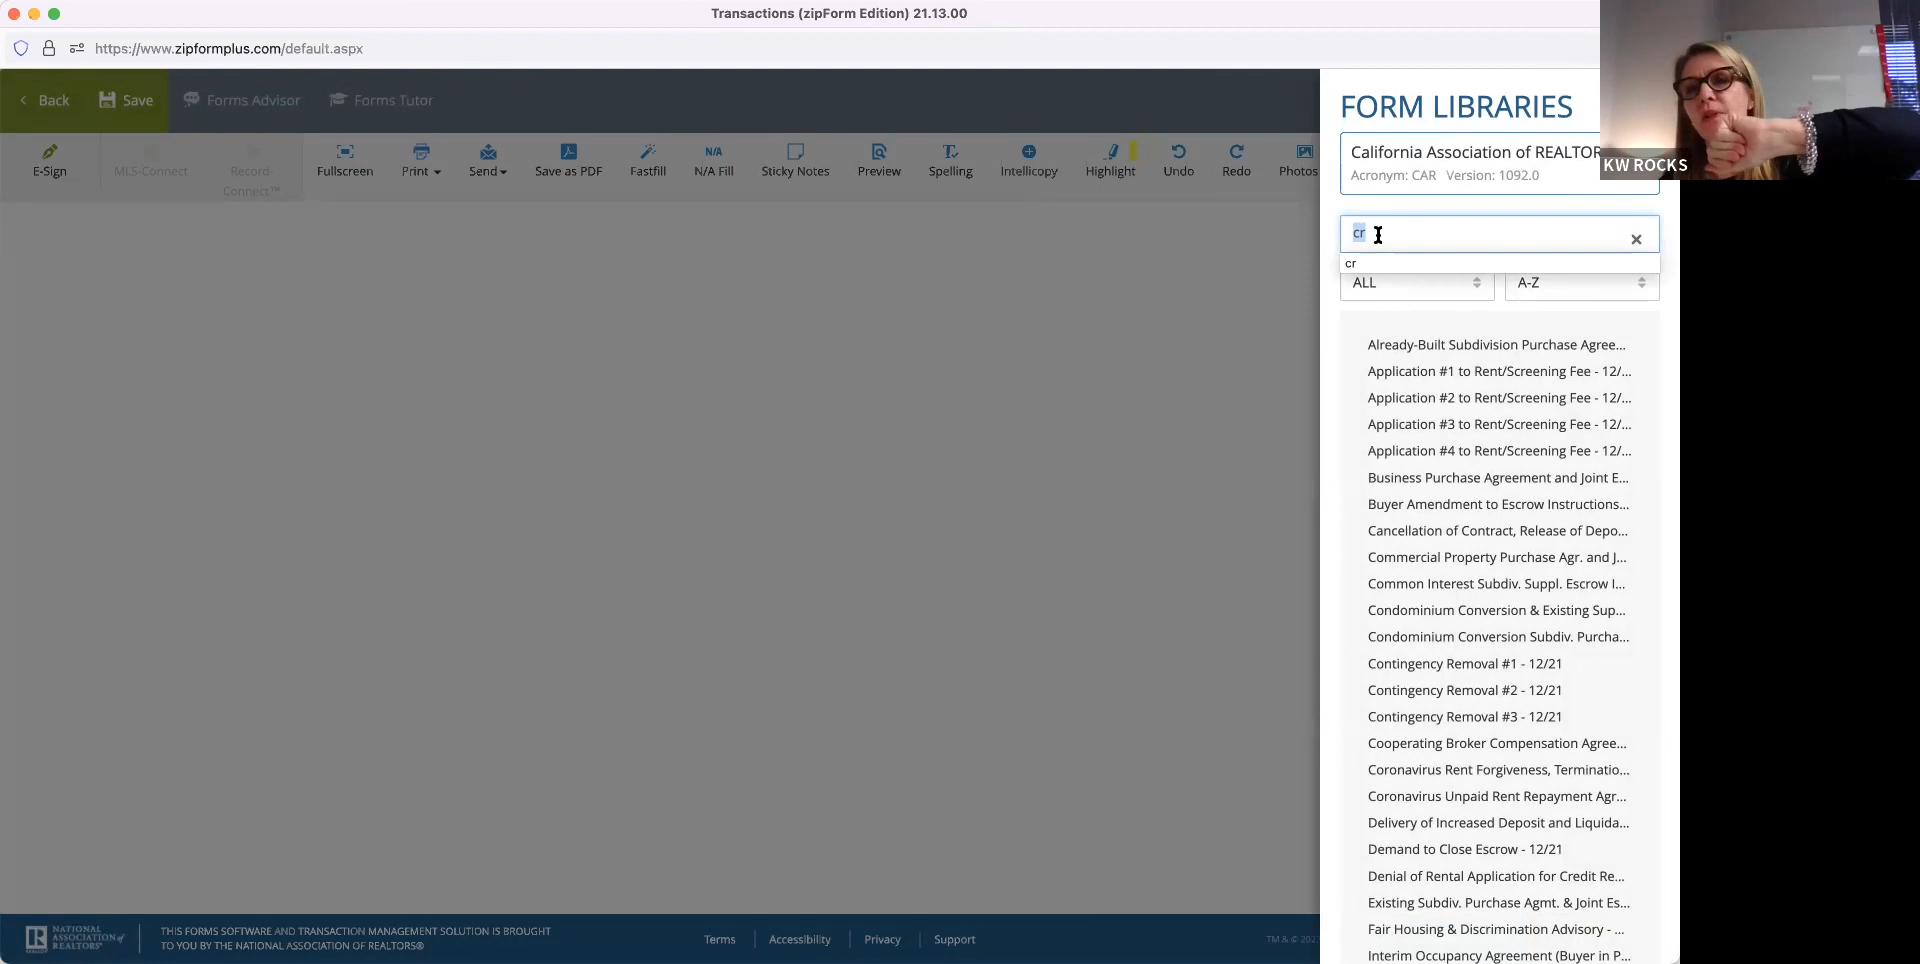 Transactions (zipForm Edition) 21.13.00
https://www.zipformplus.com/default.aspx
Back
Save
Forms Advisor
Forms Tutor
E-Sign
MLS-Connect
Record-
Connect™
Fullscreen
Print
Send
Save as PDF
Fastfill
N/A
N/A Fill
Sticky Notes
Preview
Spelling
Intellicopy
Highlight
Undo
Redo
Photos
FORM LIBRARIES
California Association of REALTOR
Acronym: CAR Version: 1092.0
KW ROCKS
cr
cr
ALL
A-Z
Already-Built Subdivision Purchase Agree...
Application #1 to Rent/Screening Fee - 12/...
Application #2 to Rent/Screening Fee - 12/...
Application #3 to Rent/Screening Fee - 12/...
Application #4 to Rent/Screening Fee - 12/...
Business Purchase Agreement and Joint E...
Buyer Amendment to Escrow Instructions...
Cancellation of Contract, Release of Depo...
Commercial Property Purchase Agr. and J...
Common Interest Subdiv. Suppl. Escrow I...
Condominium Conversion & Existing Sup...
Condominium Conversion Subdiv. Purcha...
Contingency Removal #1 - 12/21
Contingency Removal #2 - 12/21
Contingency Removal #3 - 12/21
Cooperating Broker Compensation Agree...
Coronavirus Rent Forgiveness, Terminatio...
Coronavirus Unpaid Rent Repayment Agr...
Delivery of Increased Deposit and Liquida...
Demand to Close Escrow - 12/21
Denial of Rental Application for Credit Re...
Existing Subdiv. Purchase Agmt. & Joint Es...
Fair Housing & Discrimination Advisory - ...
Interim Occupancy Agreement (Buyer in P...
NATIONAL
ASSOCIATION of
REALTORS®
THIS FORMS SOFTWARE AND TRANSACTION MANAGEMENT SOLUTION IS BROUGHT
TO YOU BY THE NATIONAL ASSOCIATION OF REALTORS®
Terms
Accessibility
Privacy
Support
TM & © 202